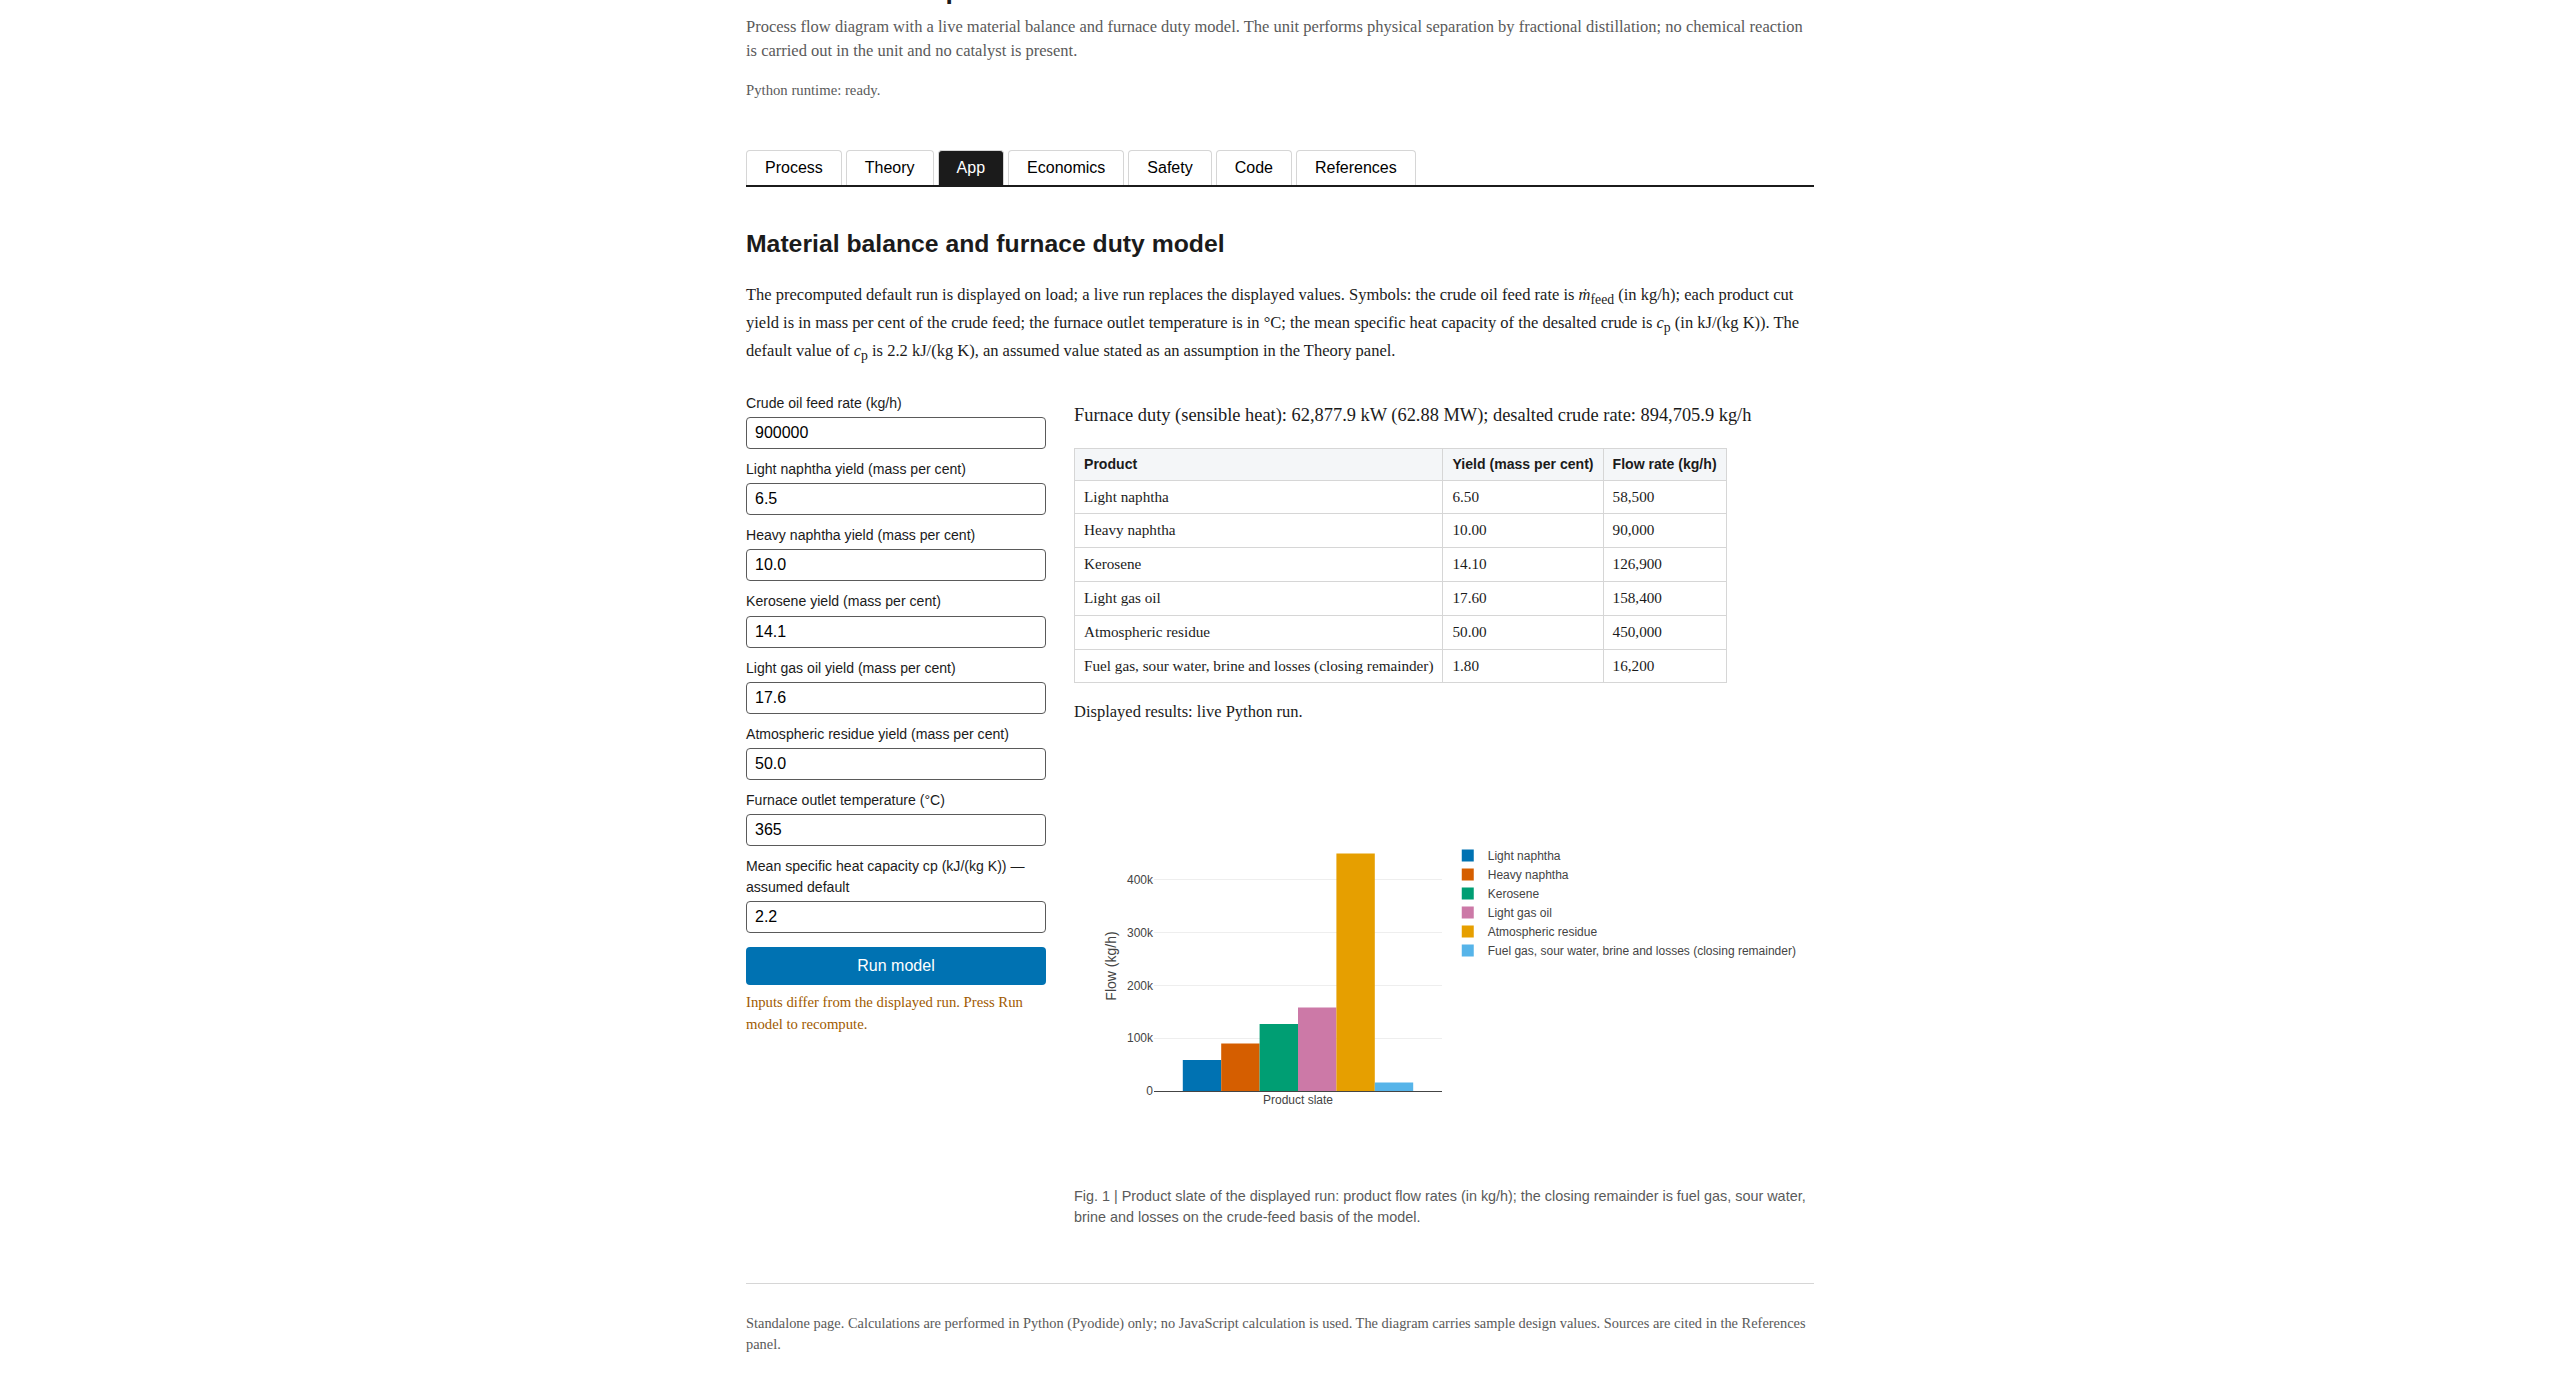 Process flow diagram with a live material balance and furnace duty model. The unit performs physical separation by fractional distillation; no chemical reaction
is carried out in the unit and no catalyst is present.
Python runtime: ready.
Process Theory App Economics Safety Code References
Material balance and furnace duty model
The precomputed default run is displayed on load; a live run replaces the displayed values. Symbols: the crude oil feed rate is ṁfeed (in kg/h); each product cut
yield is in mass per cent of the crude feed; the furnace outlet temperature is in °C; the mean specific heat capacity of the desalted crude is cp (in kJ/(kg K)). The
default value of cp is 2.2 kJ/(kg K), an assumed value stated as an assumption in the Theory panel.
Crude oil feed rate (kg/h)
900000
Light naphtha yield (mass per cent)
6.5
Heavy naphtha yield (mass per cent)
10.0
Kerosene yield (mass per cent)
14.1
Light gas oil yield (mass per cent)
17.6
Atmospheric residue yield (mass per cent)
50.0
Furnace outlet temperature (°C)
365
Mean specific heat capacity cp (kJ/(kg K)) —
assumed default
2.2
Run model
Inputs differ from the displayed run. Press Run
model to recompute.
Furnace duty (sensible heat): 62,877.9 kW (62.88 MW); desalted crude rate: 894,705.9 kg/h
Product Yield (mass per cent) Flow rate (kg/h)
Light naphtha 6.50 58,500
Heavy naphtha 10.00 90,000
Kerosene 14.10 126,900
Light gas oil 17.60 158,400
Atmospheric residue 50.00 450,000
Fuel gas, sour water, brine and losses (closing remainder) 1.80 16,200
Displayed results: live Python run.
400k
300k
200k
100k
0
Flow (kg/h)
Product slate
Light naphtha
Heavy naphtha
Kerosene
Light gas oil
Atmospheric residue
Fuel gas, sour water, brine and losses (closing remainder)
Fig. 1 | Product slate of the displayed run: product flow rates (in kg/h); the closing remainder is fuel gas, sour water,
brine and losses on the crude-feed basis of the model.
Standalone page. Calculations are performed in Python (Pyodide) only; no JavaScript calculation is used. The diagram carries sample design values. Sources are cited in the References
panel.